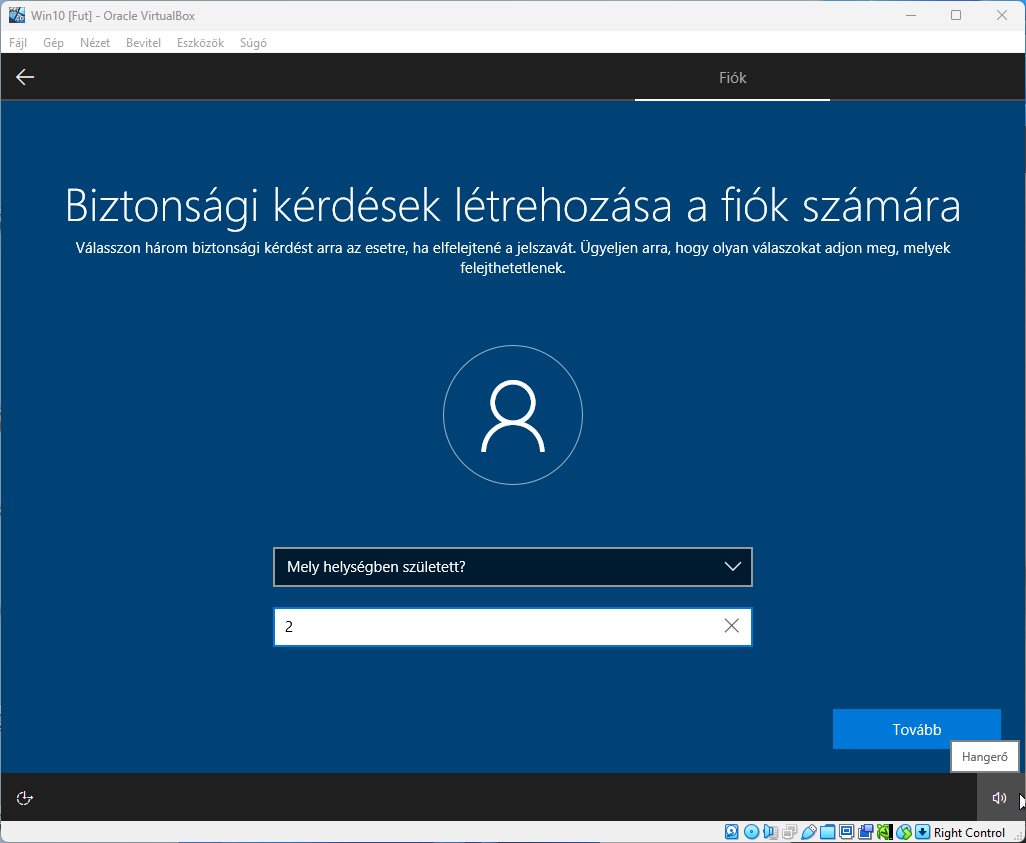 Win10 [Fut] - Oracle VirtualBox
Fájl Gép Nézet Bevitel Eszközök Súgó
Fiók
Biztonsági kérdések létrehozása a fiók számára
Válasszon három biztonsági kérdést arra az esetre, ha elfelejtené a jelszavát. Ügyeljen arra, hogy olyan válaszokat adjon meg, melyek
felejthetetlenek.
Mely helységben született?
2
Tovább
Hangerő
Right Control